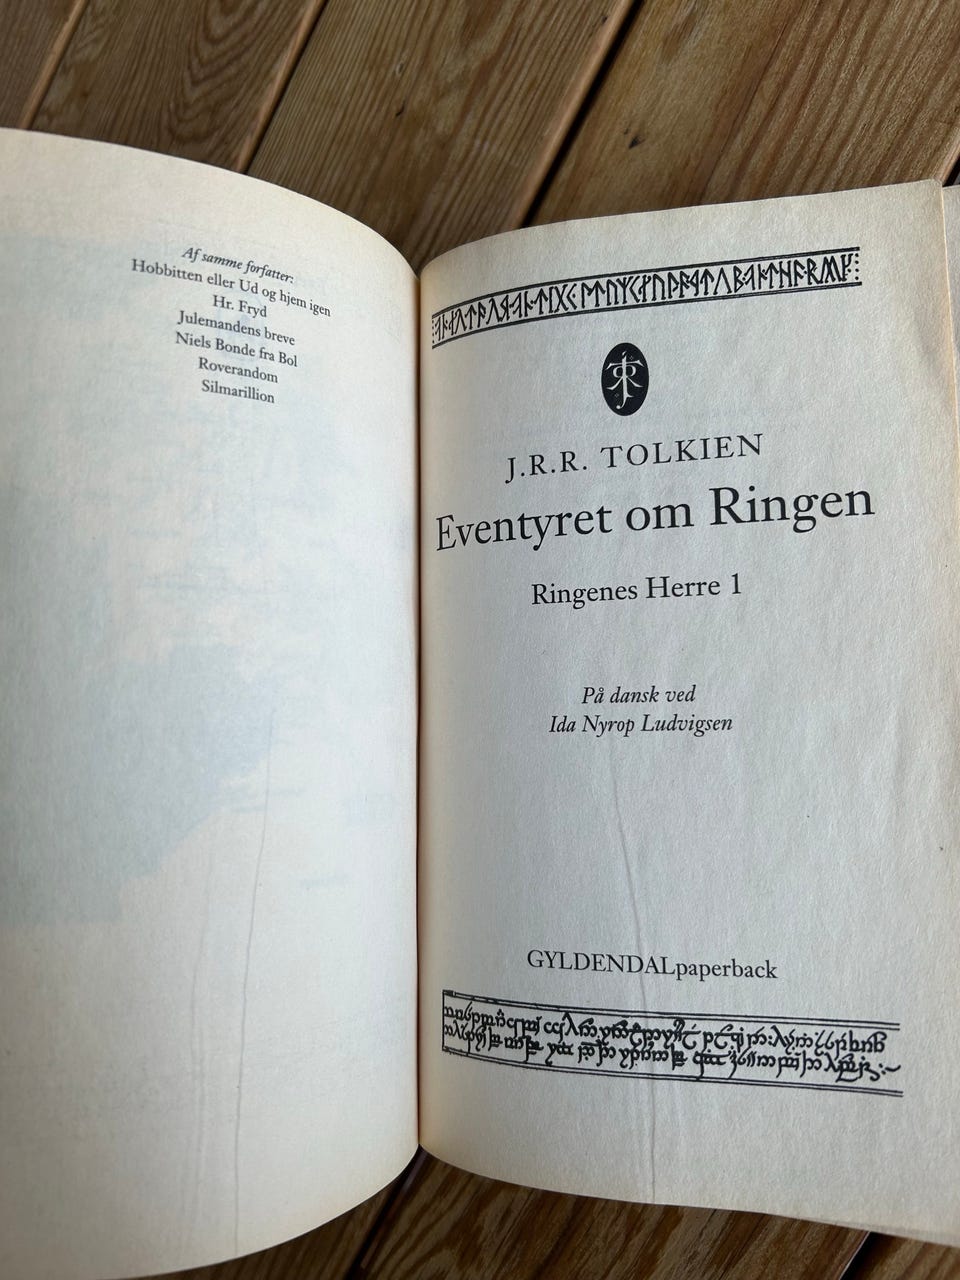 Af samme forfatter:
Hobbitten eller Ud og hjem igen
Hr. Fryd
Julemandens breve
Niels Bonde fra Bol
Roverandom
Silmarillion
J.R.R. TOLKIEN
Eventyret om Ringen
Ringenes Herre 1
På dansk ved
Ida Nyrop Ludvigsen
GYLDENDALpaperback